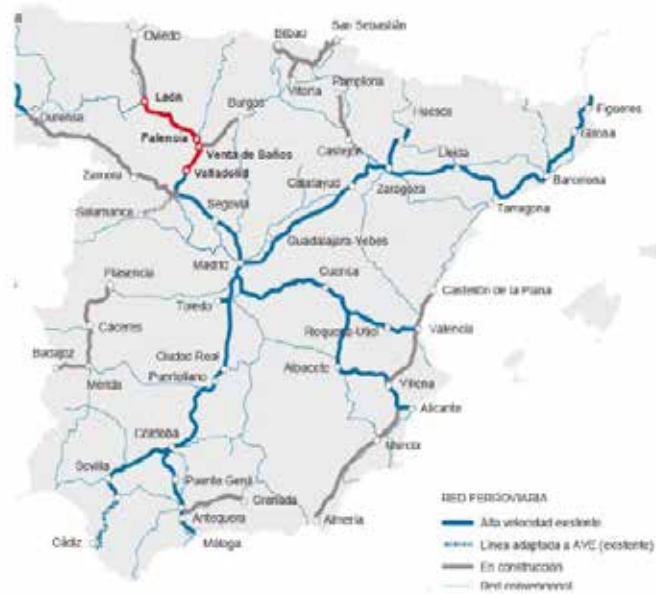 Oviedo
Bilbao
San Sebastián
León
Vitoria
Pamplona
Burgos
Huesca
Figueres
Ourense
Palencia
Girona
Venta de Baños
Castejón
Lleida
Zamora
Valladolid
Calatayud
Zaragoza
Barcelona
Salamanca
Segovia
Tarragona
Guadalajara-Yebes
Madrid
Plasencia
Cuenca
Castellón de la Plana
Toledo
Cáceres
Requena-Utiel
Valencia
Badajoz
Ciudad Real
Mérida
Puertollano
Albacete
Villena
Alicante
Córdoba
Murcia
Sevilla
Puente Genil
Granada
Antequera
Almería
Cádiz
Málaga
RED FERROVIARIA
Alta velocidad existente
Línea adaptada a AVE (existente)
En construcción
Red convencional